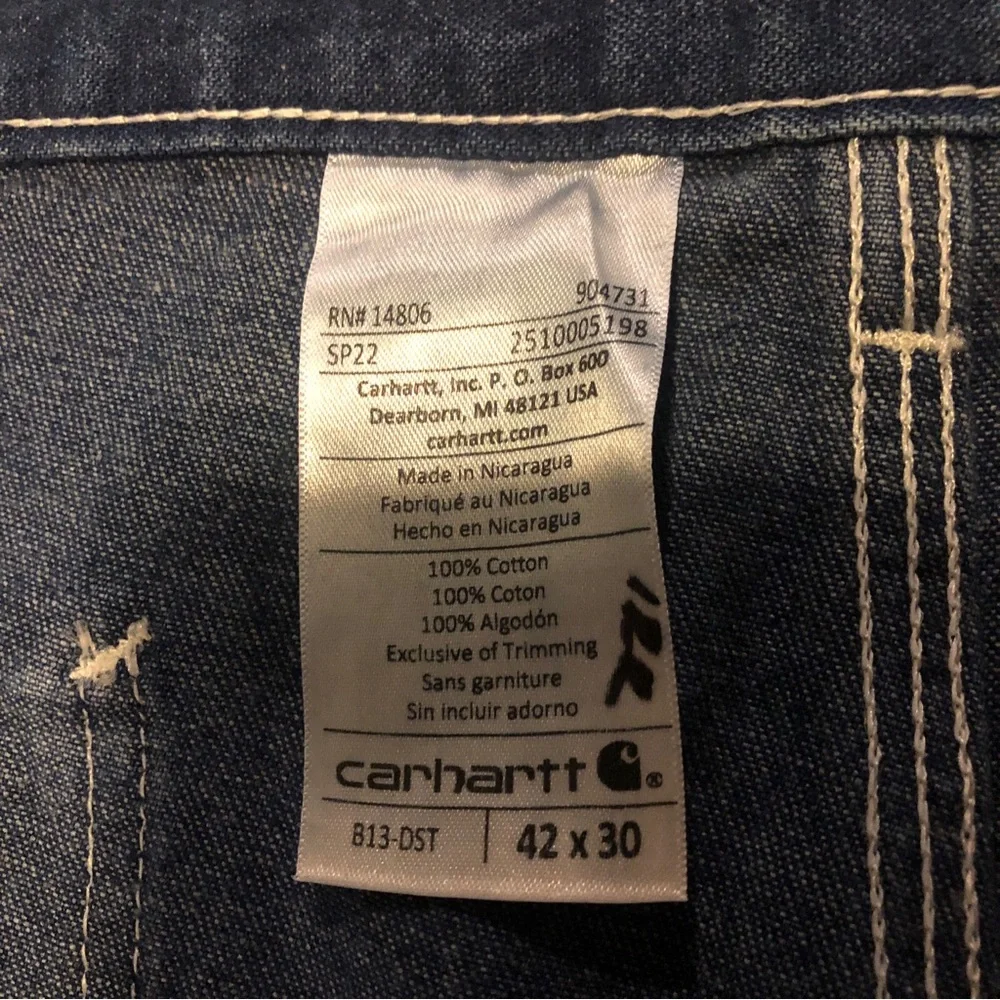 RN# 14806 904731
SP22 2510005198
Carhartt, Inc. P. O. Box 600
Dearborn, MI 48121 USA
carhartt.com
Made in Nicaragua
Fabriqué au Nicaragua
Hecho en Nicaragua
100% Cotton
100% Coton
100% Algodón
Exclusive of Trimming
Sans garniture
Sin incluir adorno
carhartt ®
B13-DST 42 x 30